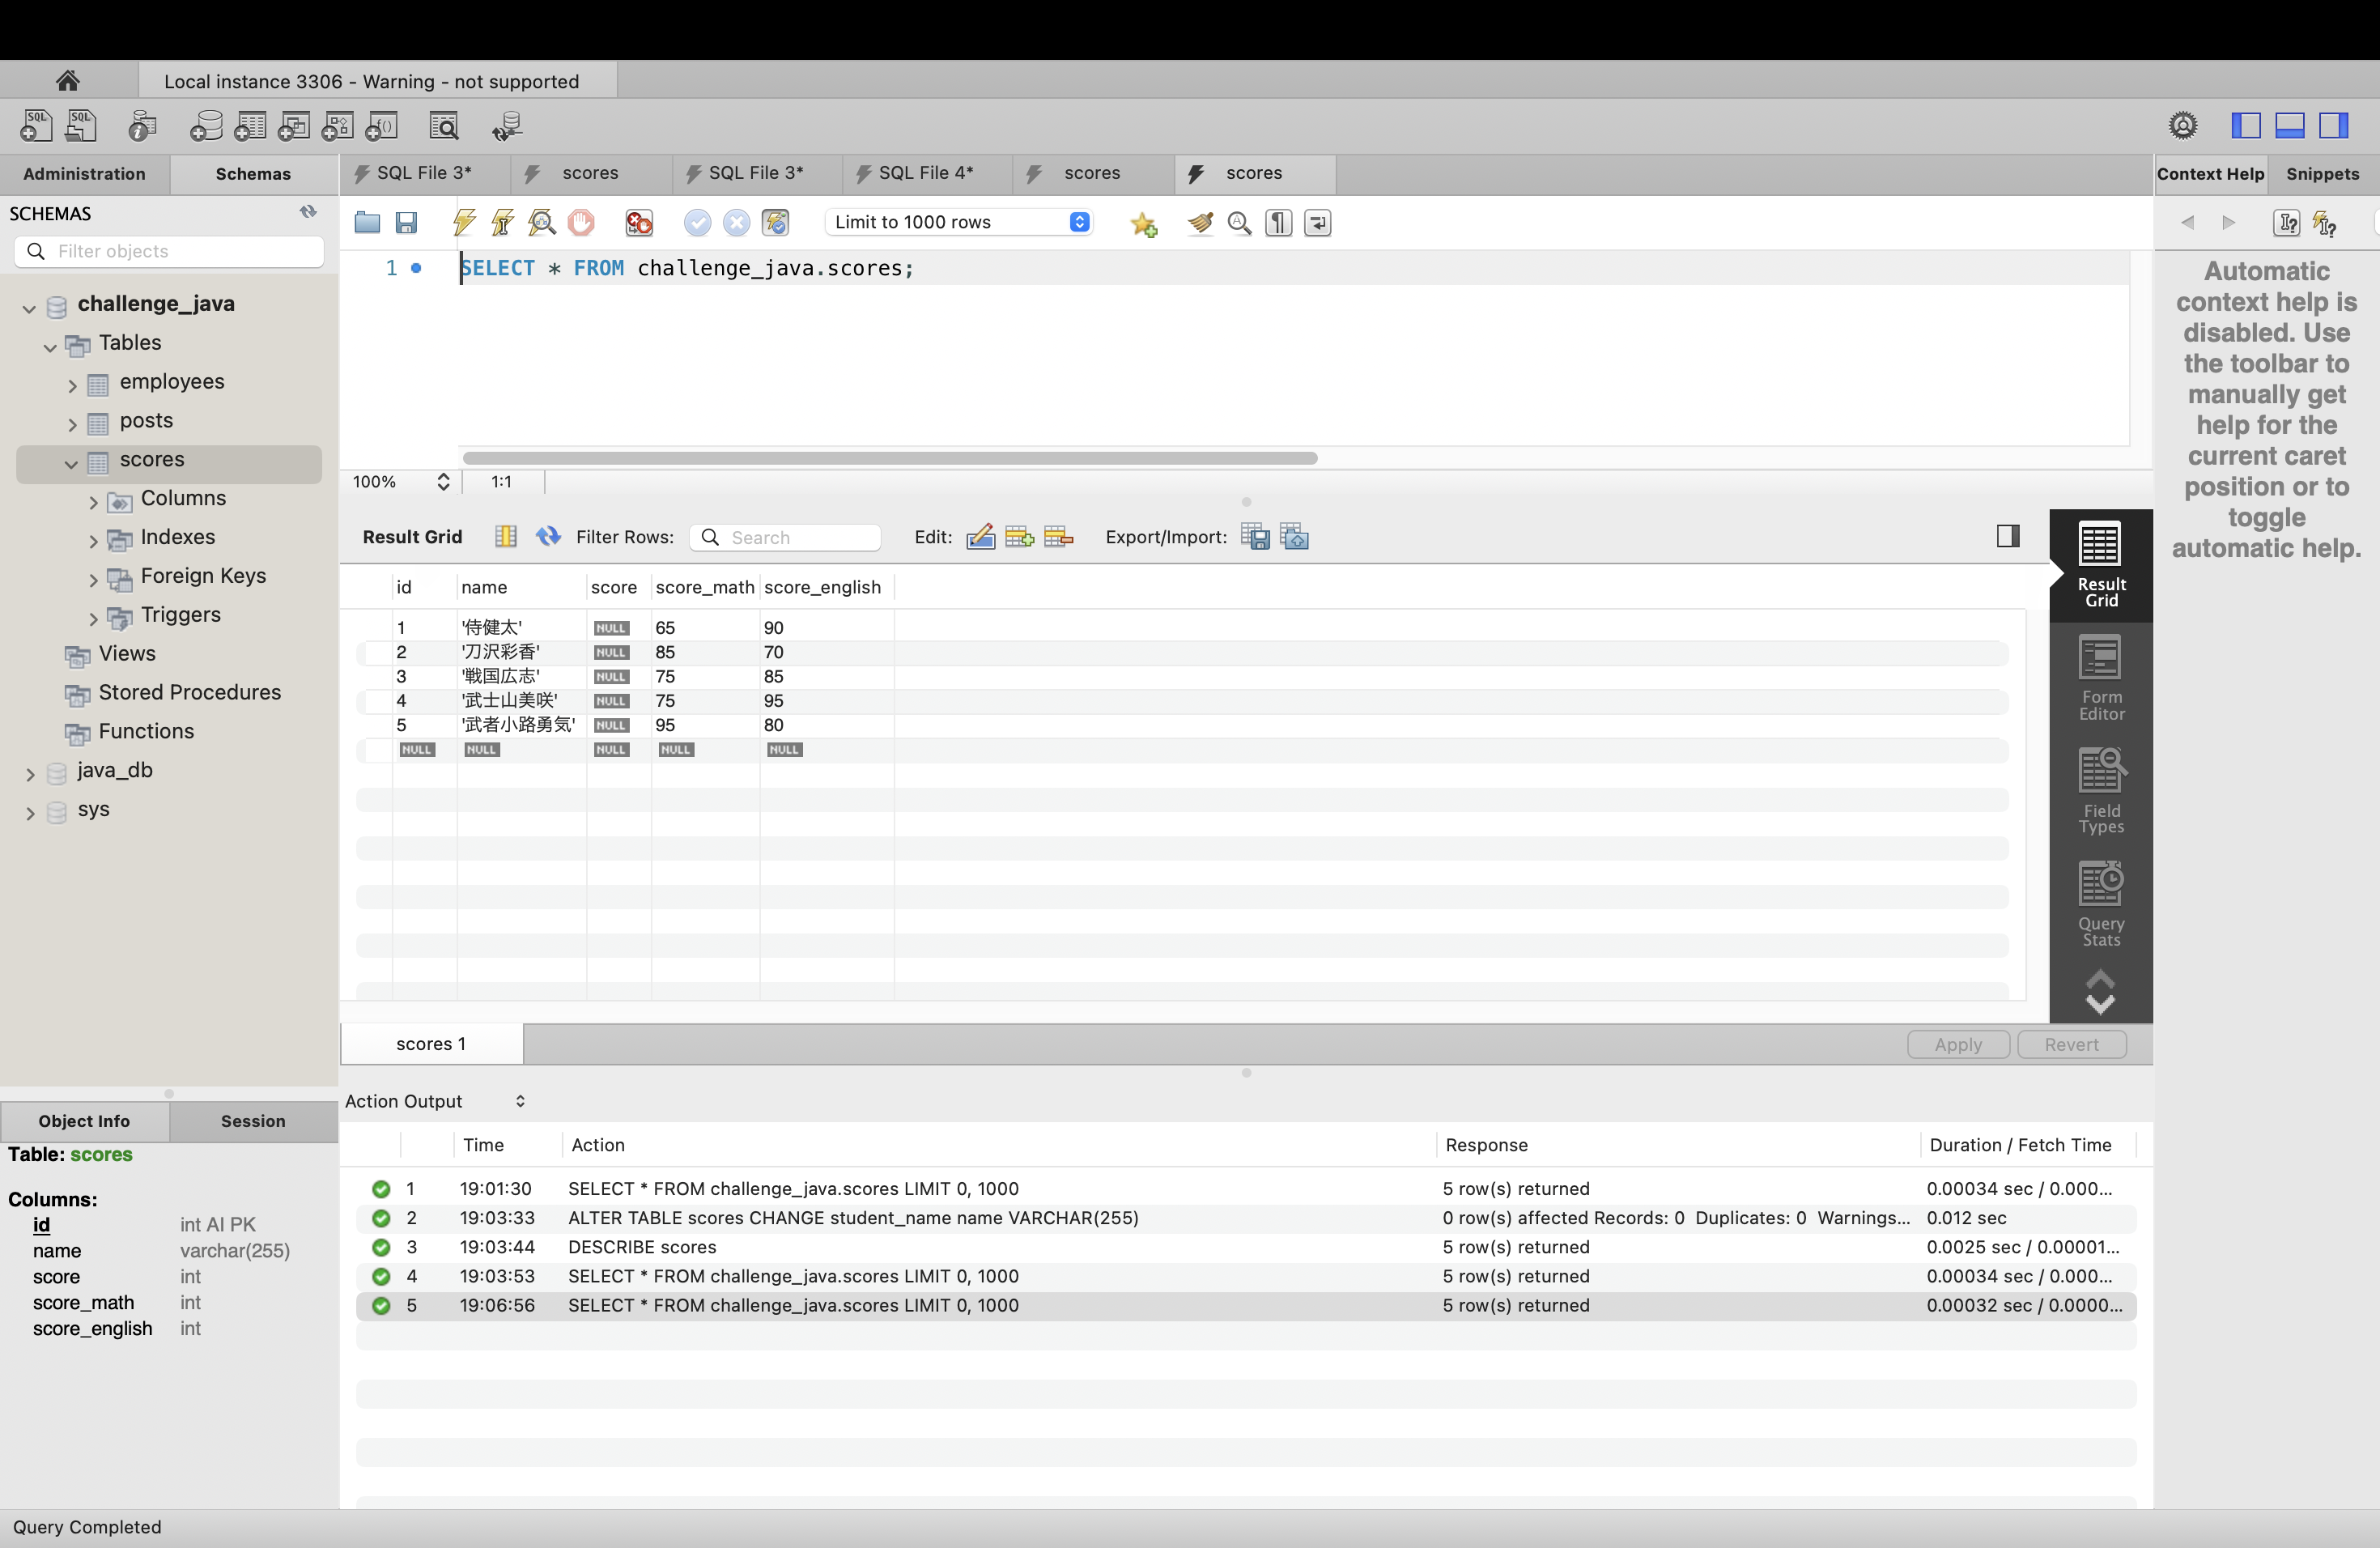 Local instance 3306 - Warning - not supported
SQL
SQL
Administration
Schemas
SQL File 3*
scores
SQL File 3*
SQL File 4*
scores
scores
Context Help
Snippets
SCHEMAS
Filter objects
Limit to 1000 rows
1
SELECT * FROM challenge_java.scores;
challenge_java
Tables
employees
posts
scores
Columns
Indexes
Foreign Keys
Triggers
Views
Stored Procedures
Functions
java_db
sys
Automatic
context help is
disabled. Use
the toolbar to
manually get
help for the
current caret
position or to
toggle
automatic help.
100%
1:1
Result Grid
Filter Rows:
Search
Edit:
Export/Import:
id name score score_math score_english
1 '侍健太' NULL 65 90
2 '刀沢彩香' NULL 85 70
3 '戦国広志' NULL 75 85
4 '武士山美咲' NULL 75 95
5 '武者小路勇気' NULL 95 80
NULL NULL NULL NULL NULL
Result
Grid
Form
Editor
Field
Types
Query
Stats
scores 1
Apply
Revert
Object Info
Session
Table: scores
Columns:
id int AI PK
name varchar(255)
score int
score_math int
score_english int
Action Output
Time Action Response Duration / Fetch Time
1 19:01:30 SELECT * FROM challenge_java.scores LIMIT 0, 1000 5 row(s) returned 0.00034 sec / 0.000...
2 19:03:33 ALTER TABLE scores CHANGE student_name name VARCHAR(255) 0 row(s) affected Records: 0 Duplicates: 0 Warnings... 0.012 sec
3 19:03:44 DESCRIBE scores 5 row(s) returned 0.0025 sec / 0.00001...
4 19:03:53 SELECT * FROM challenge_java.scores LIMIT 0, 1000 5 row(s) returned 0.00034 sec / 0.000...
5 19:06:56 SELECT * FROM challenge_java.scores LIMIT 0, 1000 5 row(s) returned 0.00032 sec / 0.0000...
Query Completed